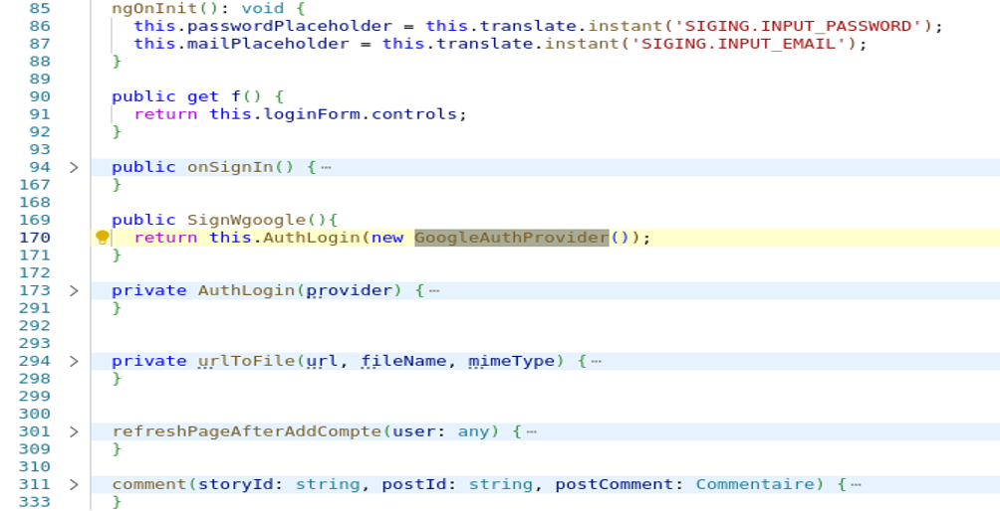 85 ngOnInit(): void {
86 this.passwordPlaceholder = this.translate.instant('SIGING.INPUT_PASSWORD');
87 this.mailPlaceholder = this.translate.instant('SIGING.INPUT_EMAIL');
88 }
89
90 public get f() {
91 return this.loginForm.controls;
92 }
93
94 > public onSignIn() { ⋯
167 }
168
169 public SignWgoogle(){
170 return this.AuthLogin(new GoogleAuthProvider());
171 }
172
173 > private AuthLogin(provider) { ⋯
291 }
292
293
294 > private urlToFile(url, fileName, mimeType) { ⋯
298 }
299
300
301 > refreshPageAfterAddCompte(user: any) { ⋯
309 }
310
311 > comment(storyId: string, postId: string, postComment: Commentaire) { ⋯
333 }